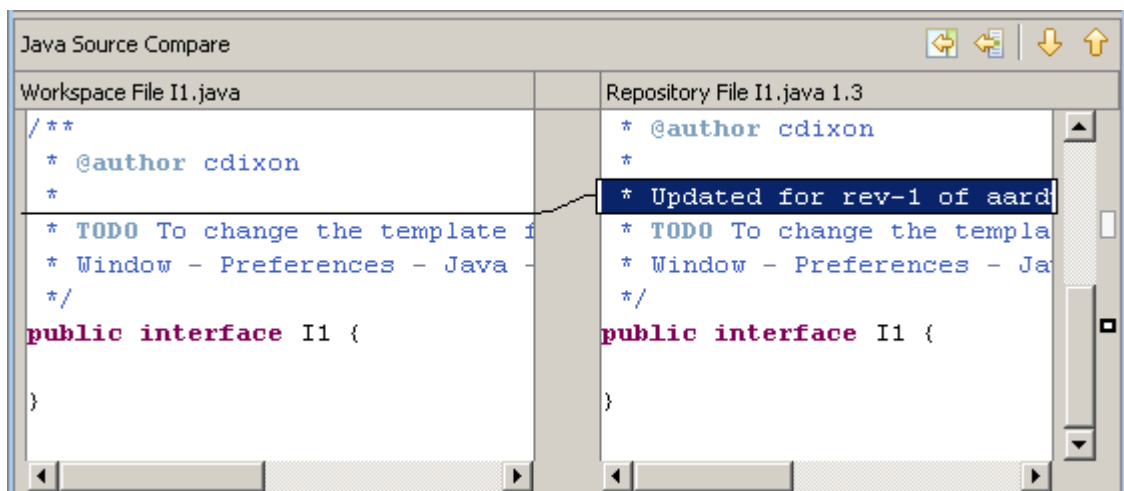 Java Source Compare
Workspace File I1.java
/**
* @author cdixon
*
* TODO To change the template f
* Window - Preferences - Java -
*/
public interface I1 {
}
Repository File I1.java 1.3
* @author cdixon
*
* Updated for rev-1 of aard
* TODO To change the templa
* Window - Preferences - Ja
*/
public interface I1 {
}